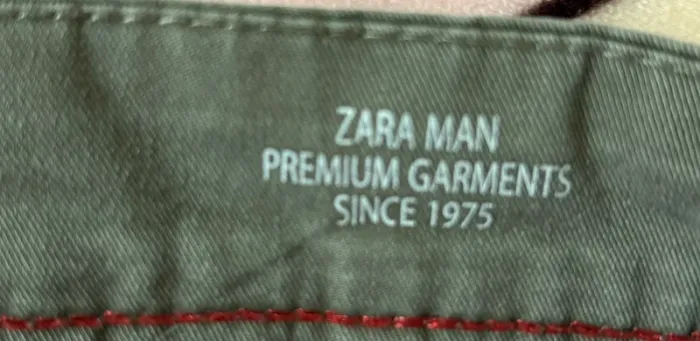 ZARA MAN
PREMIUM GARMENTS
SINCE 1975